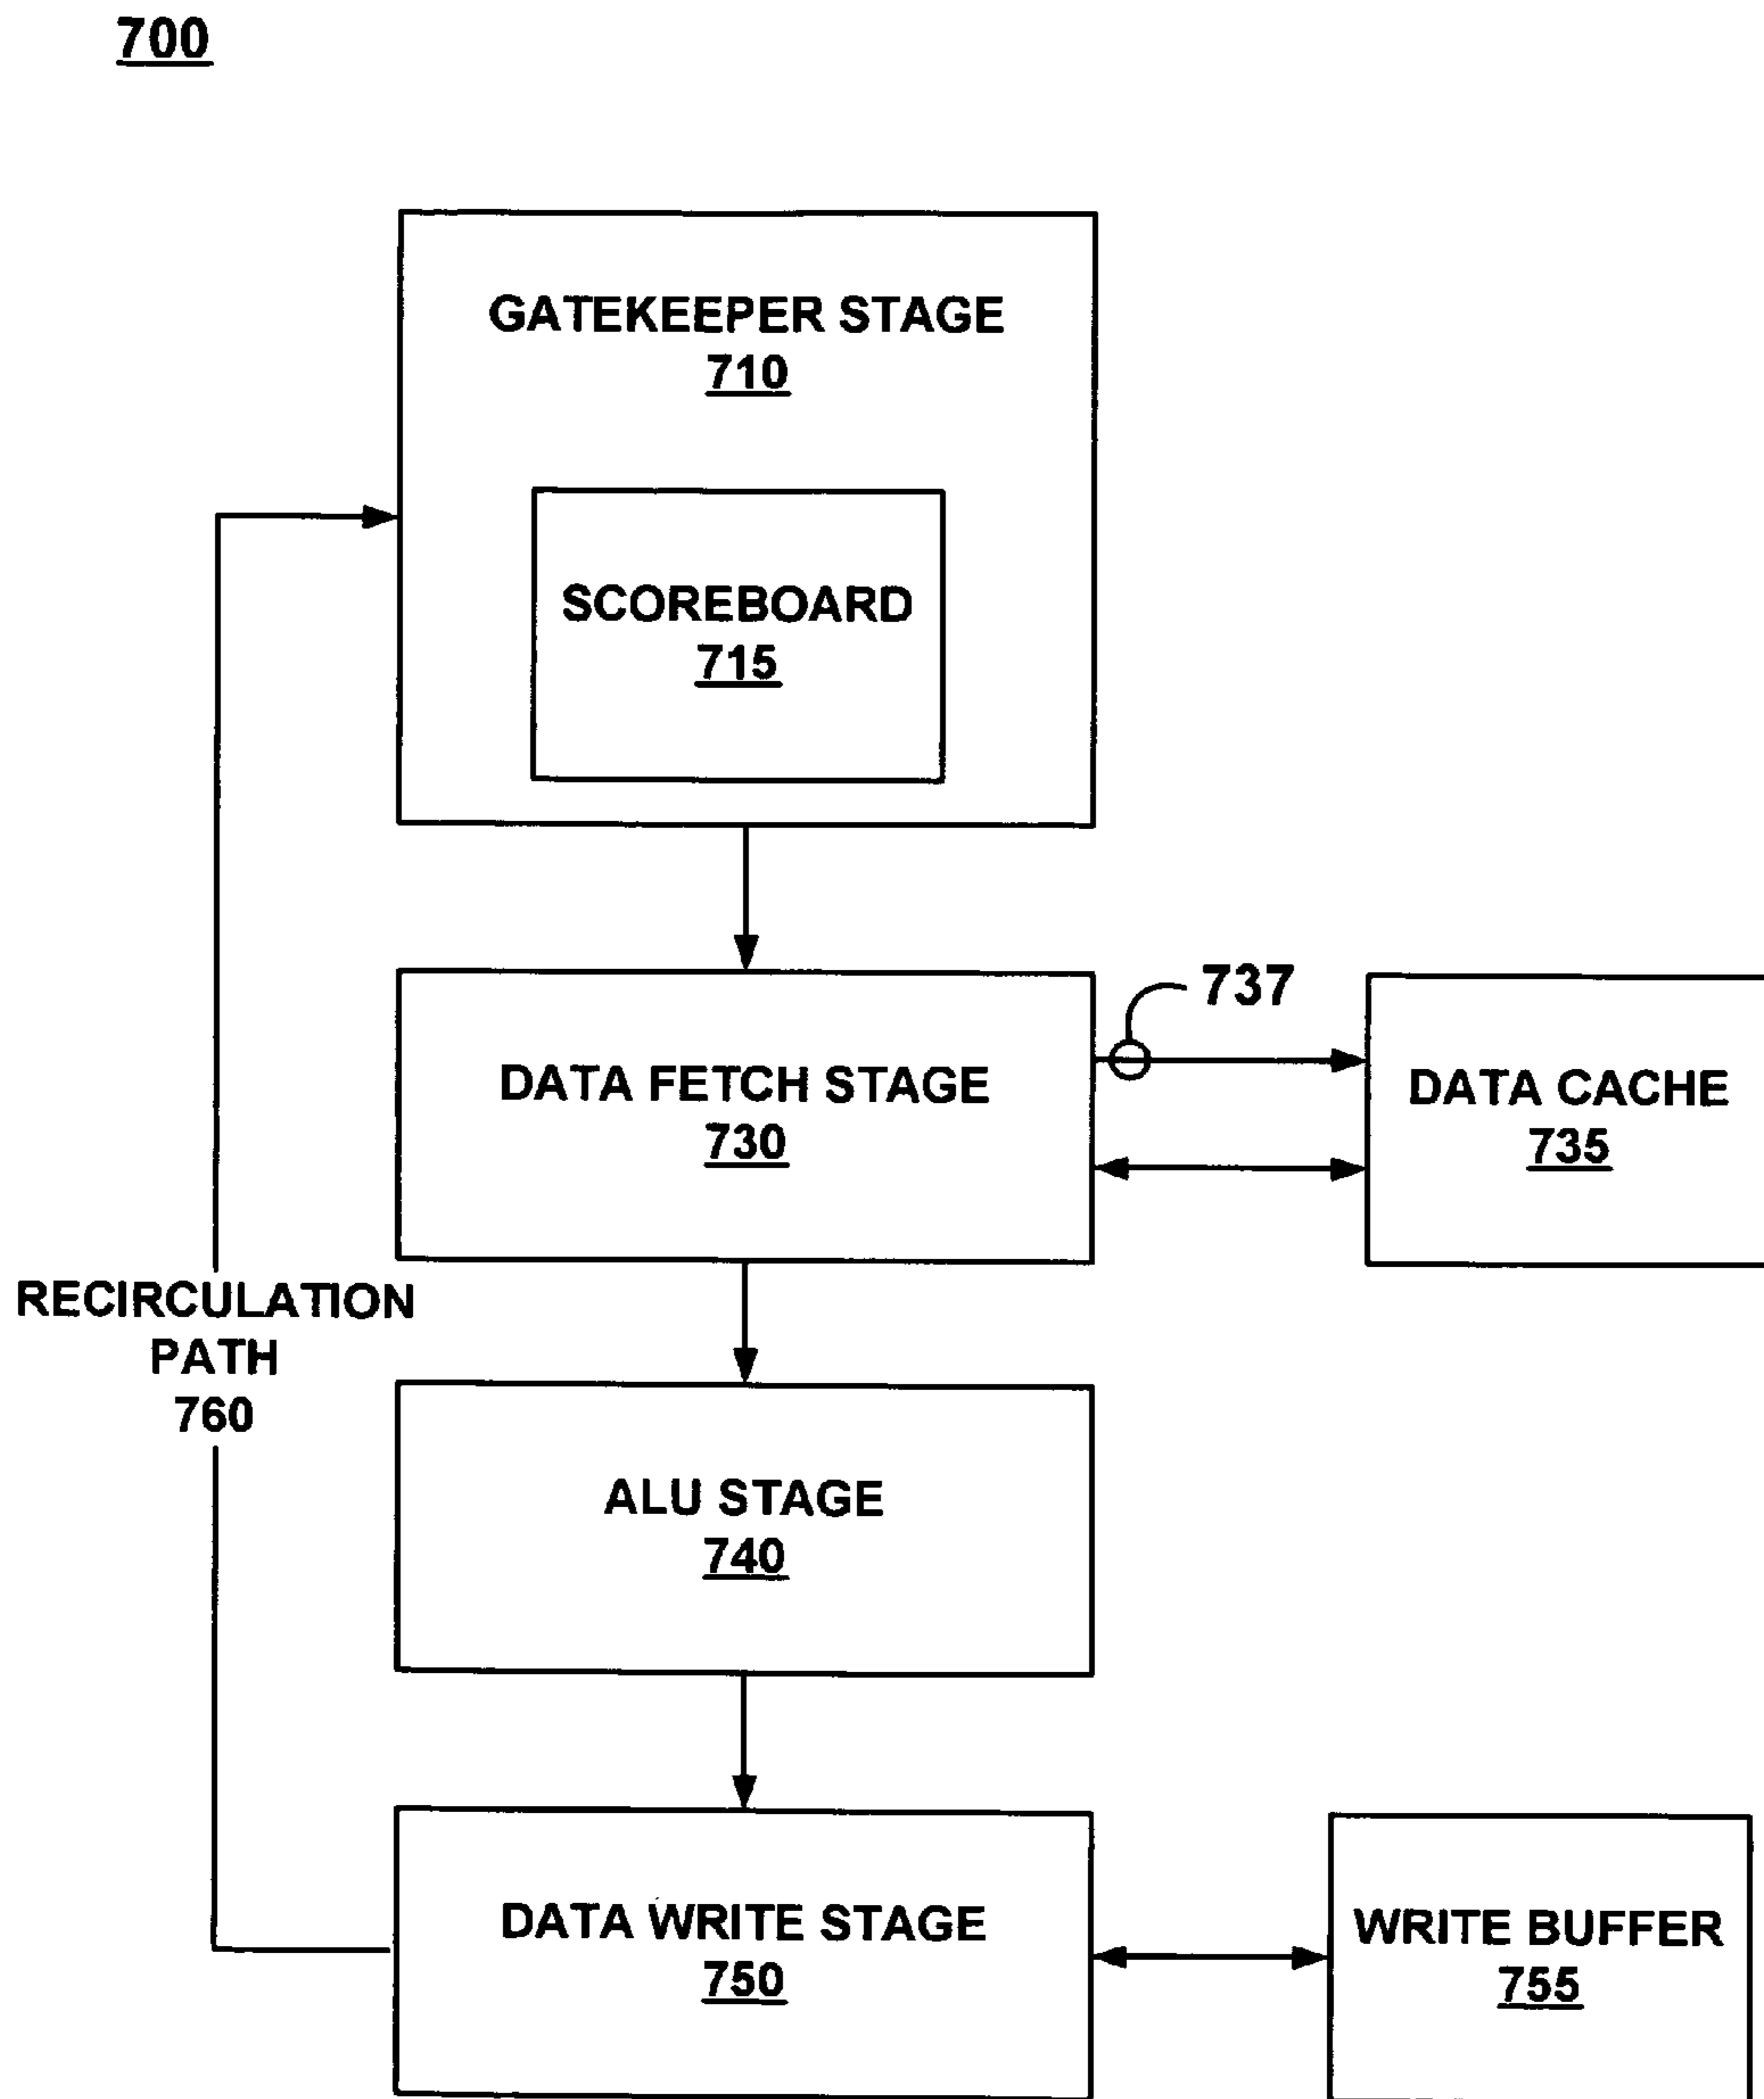 700
GATEKEEPER STAGE
710
SCOREBOARD
715
737
DATA FETCH STAGE
730
DATA CACHE
735
RECIRCULATION
PATH
760
ALU STAGE
740
DATA WRITE STAGE
750
WRITE BUFFER
755